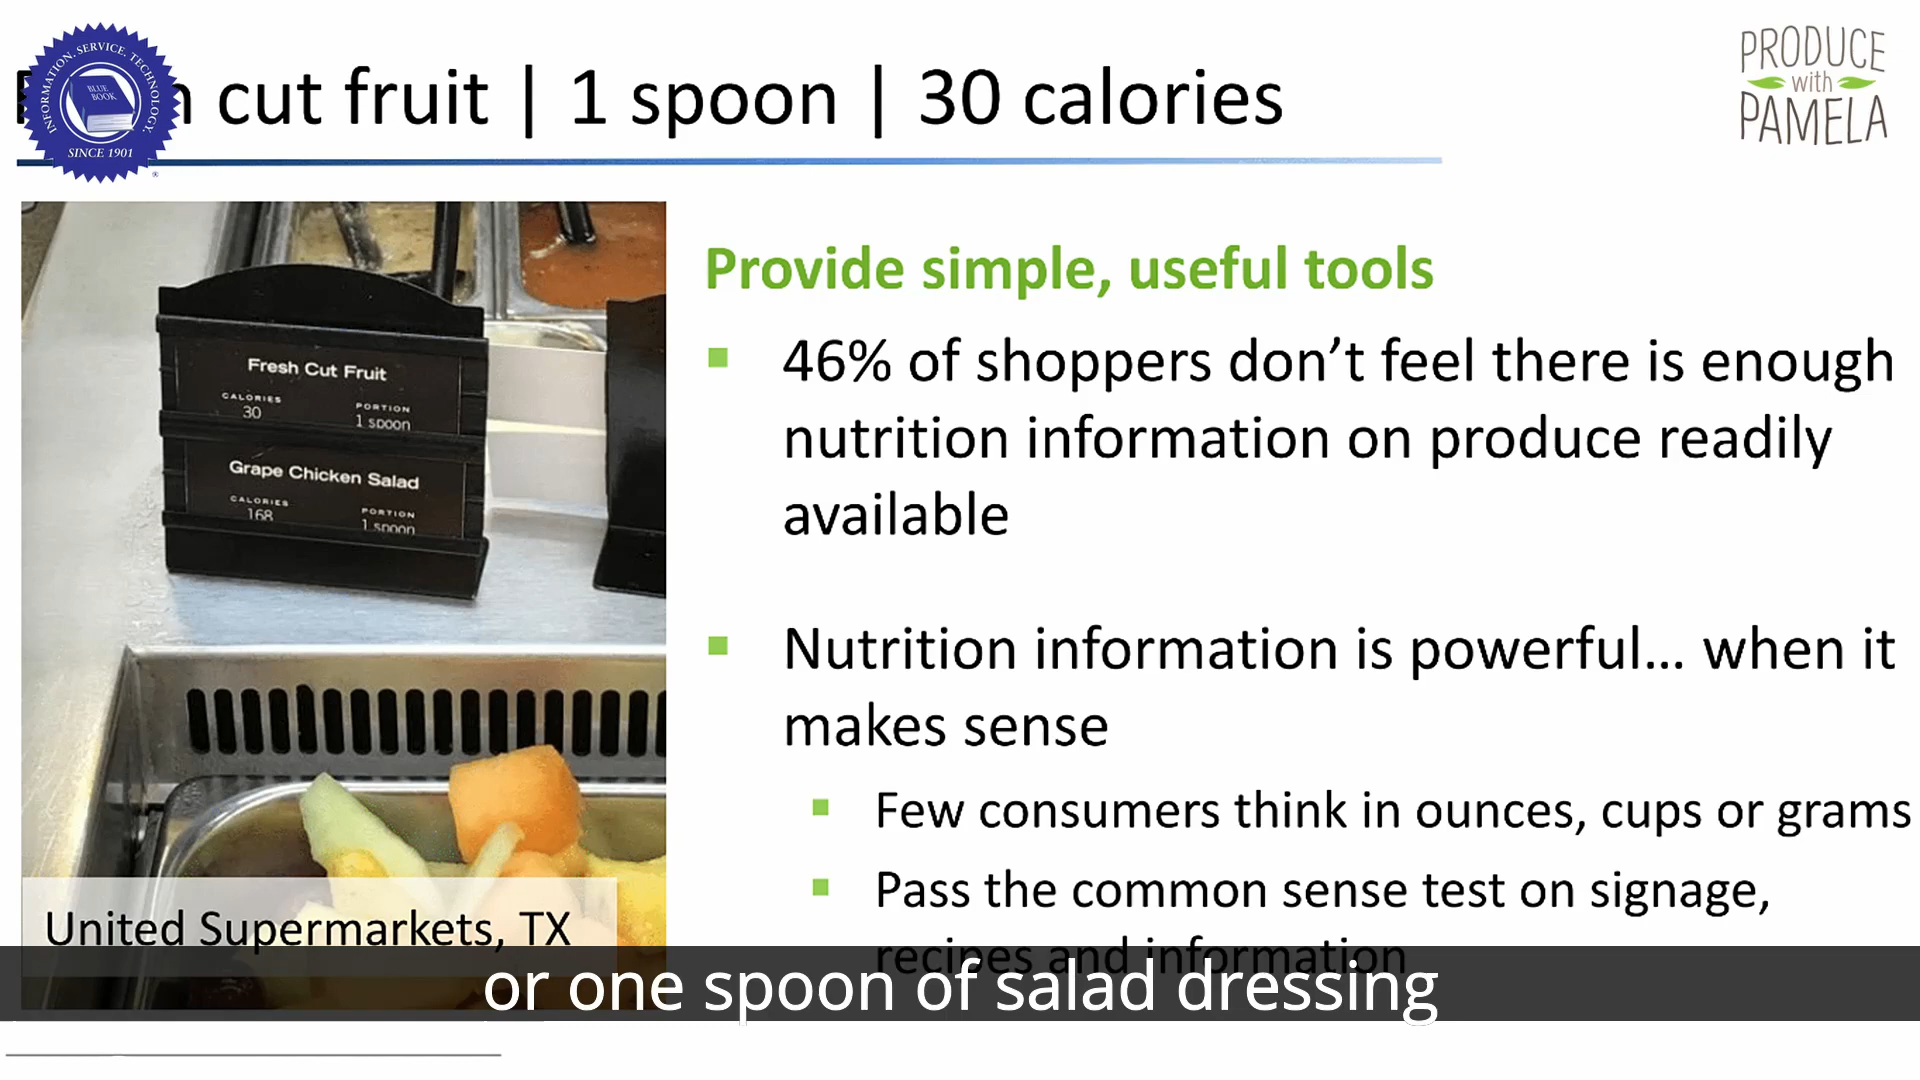 INFORMATION. SERVICE. TECHNOLOGY.
BLUE
BOOK
SINCE 1901
®
cut fruit | 1 spoon | 30 calories
PRODUCE
with
PAMELA
Fresh Cut Fruit
CALORIES PORTION
30 1 spoon
Grape Chicken Salad
CALORIES PORTION
168 1 spoon
United Supermarkets, TX
Provide simple, useful tools
46% of shoppers don’t feel there is enough
nutrition information on produce readily
available
Nutrition information is powerful... when it
makes sense
Few consumers think in ounces, cups or grams
Pass the common sense test on signage,
recipes and information
or one spoon of salad dressing